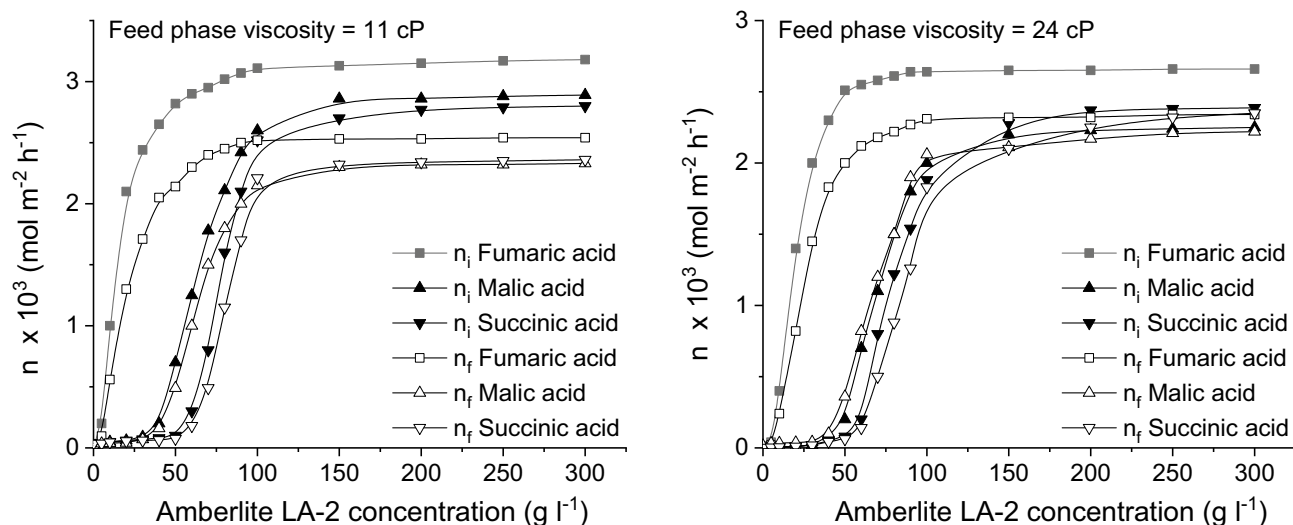 Feed phase viscosity = 11 cP
3
2
1
0
n x 10³ (mol m⁻² h⁻¹)
nᵢ Fumaric acid
nᵢ Malic acid
nᵢ Succinic acid
n_f Fumaric acid
n_f Malic acid
n_f Succinic acid
0 50 100 150 200 250 300
Amberlite LA-2 concentration (g l⁻¹)
Feed phase viscosity = 24 cP
3
2
1
0
n x 10³ (mol m⁻² h⁻¹)
nᵢ Fumaric acid
nᵢ Malic acid
nᵢ Succinic acid
n_f Fumaric acid
n_f Malic acid
n_f Succinic acid
0 50 100 150 200 250 300
Amberlite LA-2 concentration (g l⁻¹)